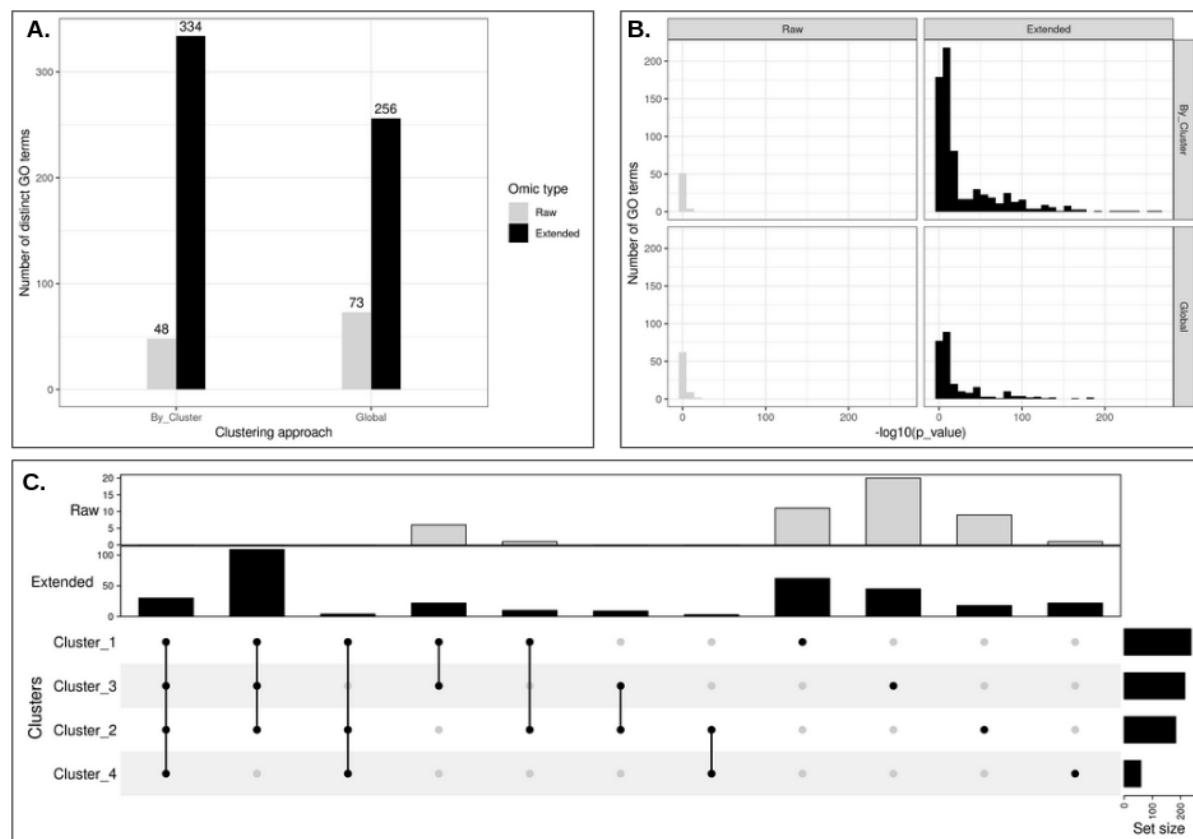 A.
334
256
48
73
300
200
100
0
Number of distinct GO terms
By_Cluster
Global
Clustering approach
Omic type
Raw
Extended
B.
Raw
Extended
200
150
100
50
0
By_Cluster
200
150
100
50
0
Global
Number of GO terms
0
100
200
0
100
200
-log10(p_value)
C.
20
15
10
5
0
Raw
100
50
0
Extended
Cluster_1
Cluster_3
Cluster_2
Cluster_4
Clusters
0
100
200
Set size